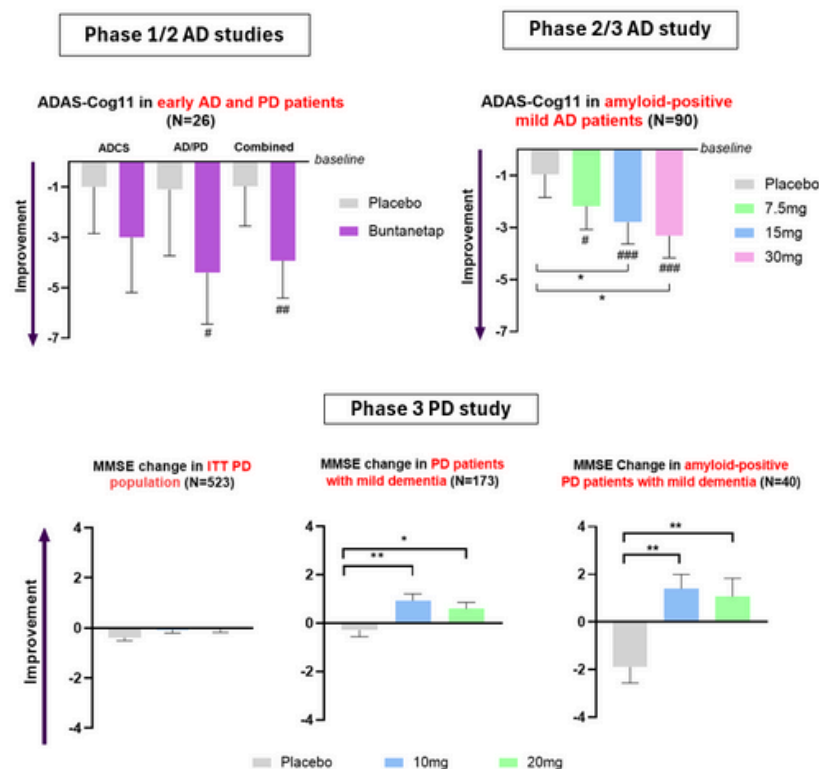 Phase 1/2 AD studies
ADAS-Cog11 in early AD and PD patients
(N=26)
ADCS AD/PD Combined
baseline
-1
-3
-5
-7
Improvement
# ##
Placebo
Buntanetap
Phase 2/3 AD study
ADAS-Cog11 in amyloid-positive
mild AD patients (N=90)
baseline
-1
-3
-5
-7
Improvement
# ### ###
*
*
Placebo
7.5mg
15mg
30mg
Phase 3 PD study
MMSE change in ITT PD
population (N=523)
4
2
0
-2
-4
Improvement
MMSE change in PD patients
with mild dementia (N=173)
4
2
0
-2
-4
*
**
MMSE Change in amyloid-positive
PD patients with mild dementia (N=40)
4
2
0
-2
-4
**
**
Placebo 10mg 20mg